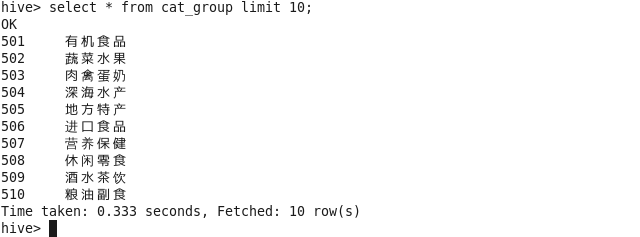 hive> select * from cat_group limit 10;
OK
501 有机食品
502 蔬菜水果
503 肉禽蛋奶
504 深海水产
505 地方特产
506 进口食品
507 营养保健
508 休闲零食
509 酒水茶饮
510 粮油副食
Time taken: 0.333 seconds, Fetched: 10 row(s)
hive>